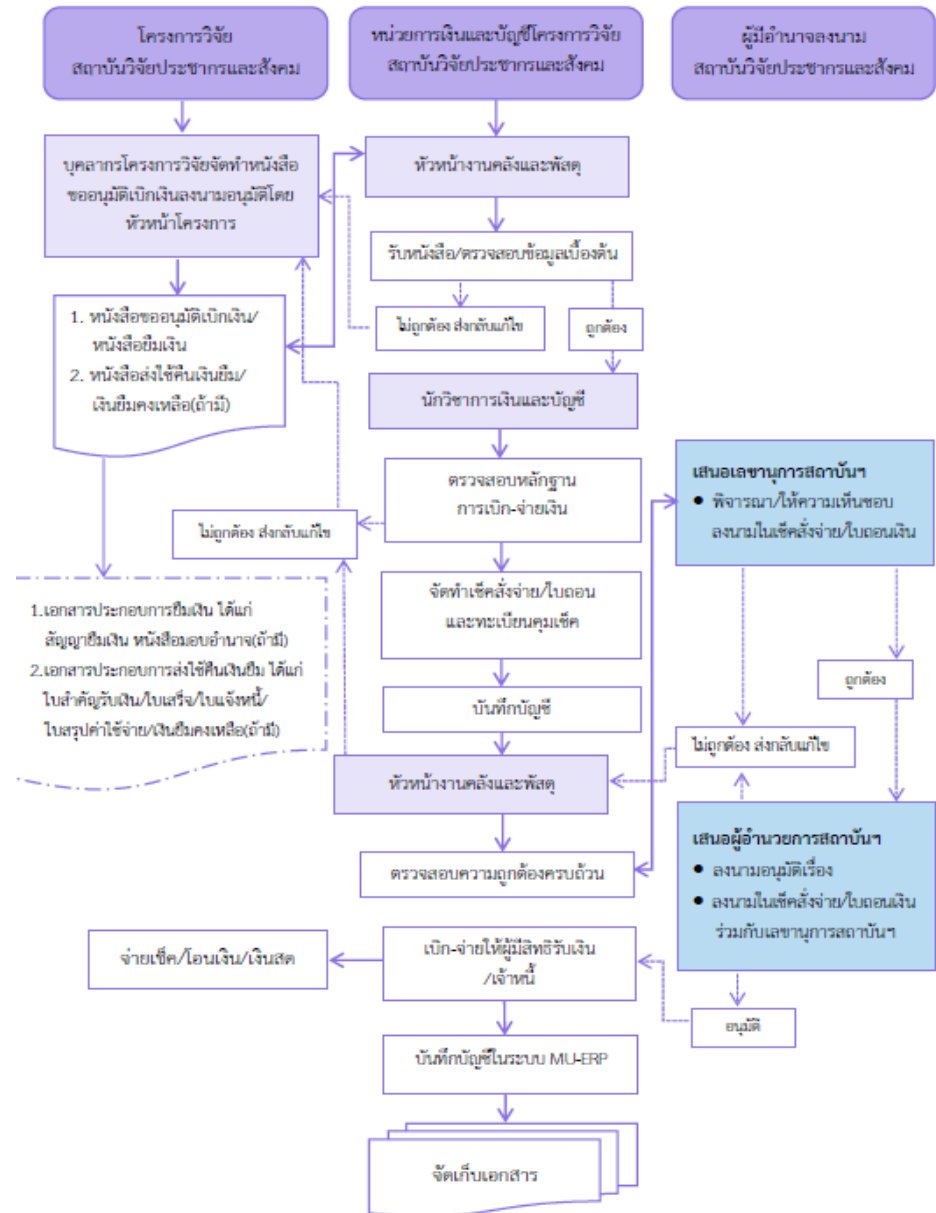 โครงการวิจัย
สถาบันวิจัยประชากรและสังคม
หน่วยการเงินและบัญชีโครงการวิจัย
สถาบันวิจัยประชากรและสังคม
ผู้มีอำนาจลงนาม
สถาบันวิจัยประชากรและสังคม
บุคลากรโครงการวิจัยจัดทำหนังสือ
ขออนุมัติเบิกเงินลงนามอนุมัติโดย
หัวหน้าโครงการ
หัวหน้างานคลังและพัสดุ
รับหนังสือ/ตรวจสอบข้อมูลเบื้องต้น
ไม่ถูกต้อง ส่งกลับแก้ไข
ถูกต้อง
1. หนังสือขออนุมัติเบิกเงิน/
หนังสือยืมเงิน
2. หนังสือส่งใช้คืนเงินยืม/
เงินยืมคงเหลือ(ถ้ามี)
นักวิชาการเงินและบัญชี
ตรวจสอบหลักฐาน
การเบิก-จ่ายเงิน
ไม่ถูกต้อง ส่งกลับแก้ไข
เสนอเลขานุการสถาบันฯ
● พิจารณา/ให้ความเห็นชอบ
ลงนามในเช็คสั่งจ่าย/ใบถอนเงิน
จัดทำเช็คสั่งจ่าย/ใบถอน
และทะเบียนคุมเช็ค
1.เอกสารประกอบการยืมเงิน ได้แก่
สัญญายืมเงิน หนังสือมอบอำนาจ(ถ้ามี)
2.เอกสารประกอบการส่งใช้คืนเงินยืม ได้แก่
ใบสำคัญรับเงิน/ใบเสร็จ/ใบแจ้งหนี้/
ใบสรุปค่าใช้จ่าย/เงินยืมคงเหลือ(ถ้ามี)
ถูกต้อง
บันทึกบัญชี
ไม่ถูกต้อง ส่งกลับแก้ไข
หัวหน้างานคลังและพัสดุ
เสนอผู้อำนวยการสถาบันฯ
● ลงนามอนุมัติเรื่อง
● ลงนามในเช็คสั่งจ่าย/ใบถอนเงิน
ร่วมกับเลขานุการสถาบันฯ
ตรวจสอบความถูกต้องครบถ้วน
จ่ายเช็ค/โอนเงิน/เงินสด
เบิก-จ่ายให้ผู้มีสิทธิรับเงิน
/เจ้าหนี้
อนุมัติ
บันทึกบัญชีในระบบ MU-ERP
จัดเก็บเอกสาร